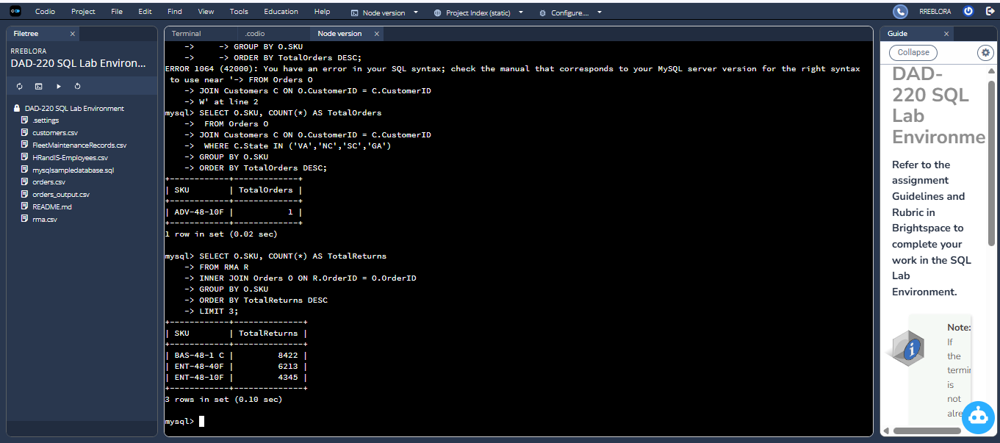 Codio Project File Edit Find View Tools Education Help Node version Project Index (static) Configure.... RREBLORA
Filetree
RREBLORA
DAD-220 SQL Lab Environ...
DAD-220 SQL Lab Environment
.settings
customers.csv
FleetMaintenanceRecords.csv
HRandIS-Employees.csv
mysqlsampledatabase.sql
orders.csv
orders_output.csv
README.md
rma.csv
Terminal .codio Node version
    ->     -> GROUP BY O.SKU
    ->     -> ORDER BY TotalOrders DESC;
ERROR 1064 (42000): You have an error in your SQL syntax; check the manual that corresponds to your MySQL server version for the right syntax
 to use near '-> FROM Orders O
    -> JOIN Customers C ON O.CustomerID = C.CustomerID
    -> W' at line 2
mysql> SELECT O.SKU, COUNT(*) AS TotalOrders
    ->  FROM Orders O
    -> JOIN Customers C ON O.CustomerID = C.CustomerID
    ->  WHERE C.State IN ('VA','NC','SC','GA')
    -> GROUP BY O.SKU
    -> ORDER BY TotalOrders DESC;
+------------+-------------+
| SKU        | TotalOrders |
+------------+-------------+
| ADV-48-10F |           1 |
+------------+-------------+
1 row in set (0.02 sec)
mysql> SELECT O.SKU, COUNT(*) AS TotalReturns
    -> FROM RMA R
    -> INNER JOIN Orders O ON R.OrderID = O.OrderID
    -> GROUP BY O.SKU
    -> ORDER BY TotalReturns DESC
    -> LIMIT 3;
+------------+--------------+
| SKU        | TotalReturns |
+------------+--------------+
| BAS-48-1 C |         8422 |
| ENT-48-40F |         6213 |
| ENT-48-10F |         4345 |
+------------+--------------+
3 rows in set (0.10 sec)
mysql>
Guide
Collapse
DAD-
220 SQL
Lab
Environme
Refer to the
assignment
Guidelines and
Rubric in
Brightspace to
complete your
work in the SQL
Lab
Environment.
Note:
If
the
termi
is
not
alre